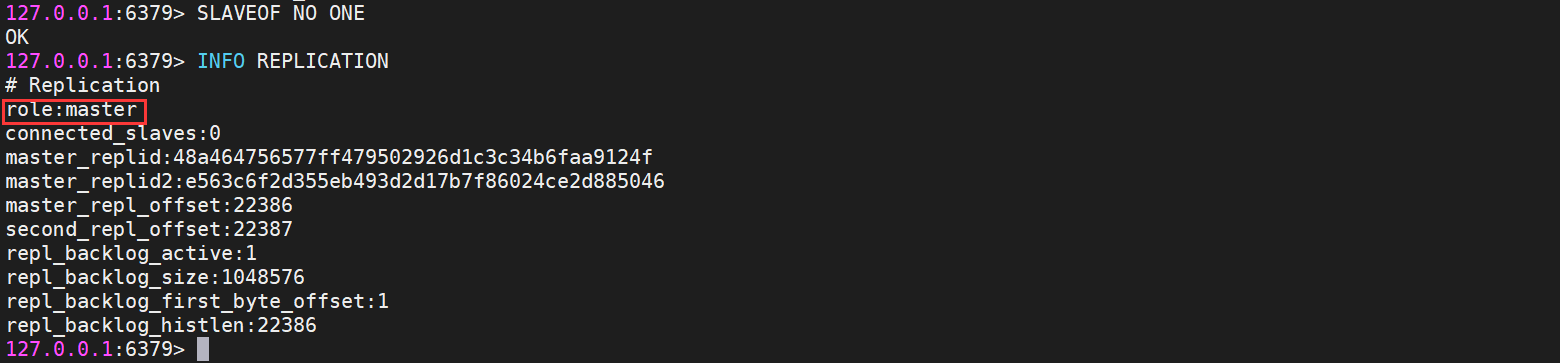 127.0.0.1:6379> SLAVEOF NO ONE
OK
127.0.0.1:6379> INFO REPLICATION
# Replication
role:master
connected_slaves:0
master_replid:48a464756577ff479502926d1c3c34b6faa9124f
master_replid2:e563c6f2d355eb493d2d17b7f86024ce2d885046
master_repl_offset:22386
second_repl_offset:22387
repl_backlog_active:1
repl_backlog_size:1048576
repl_backlog_first_byte_offset:1
repl_backlog_histlen:22386
127.0.0.1:6379>